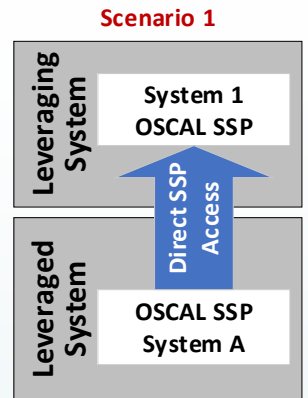 Scenario 1
Leveraging
System
System 1
OSCAL SSP
Direct SSP
Access
Leveraged
System
OSCAL SSP
System A